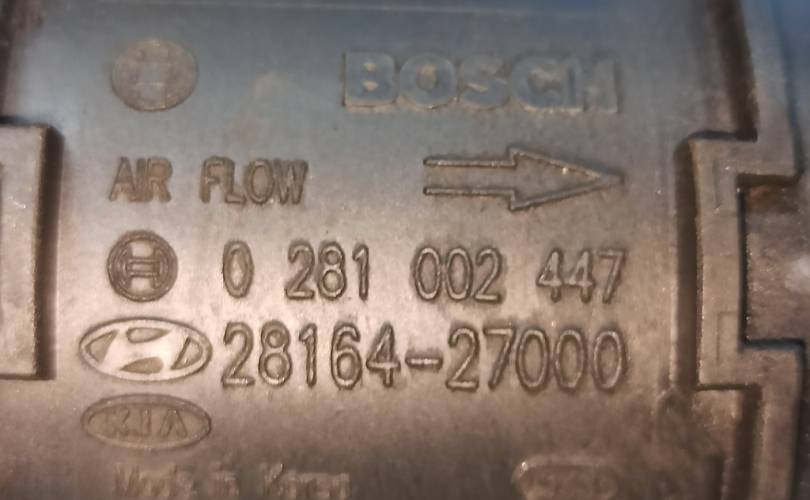 BOSCH
AIR FLOW
0 281 002 447
28164-27000
KIA
Made in Korea